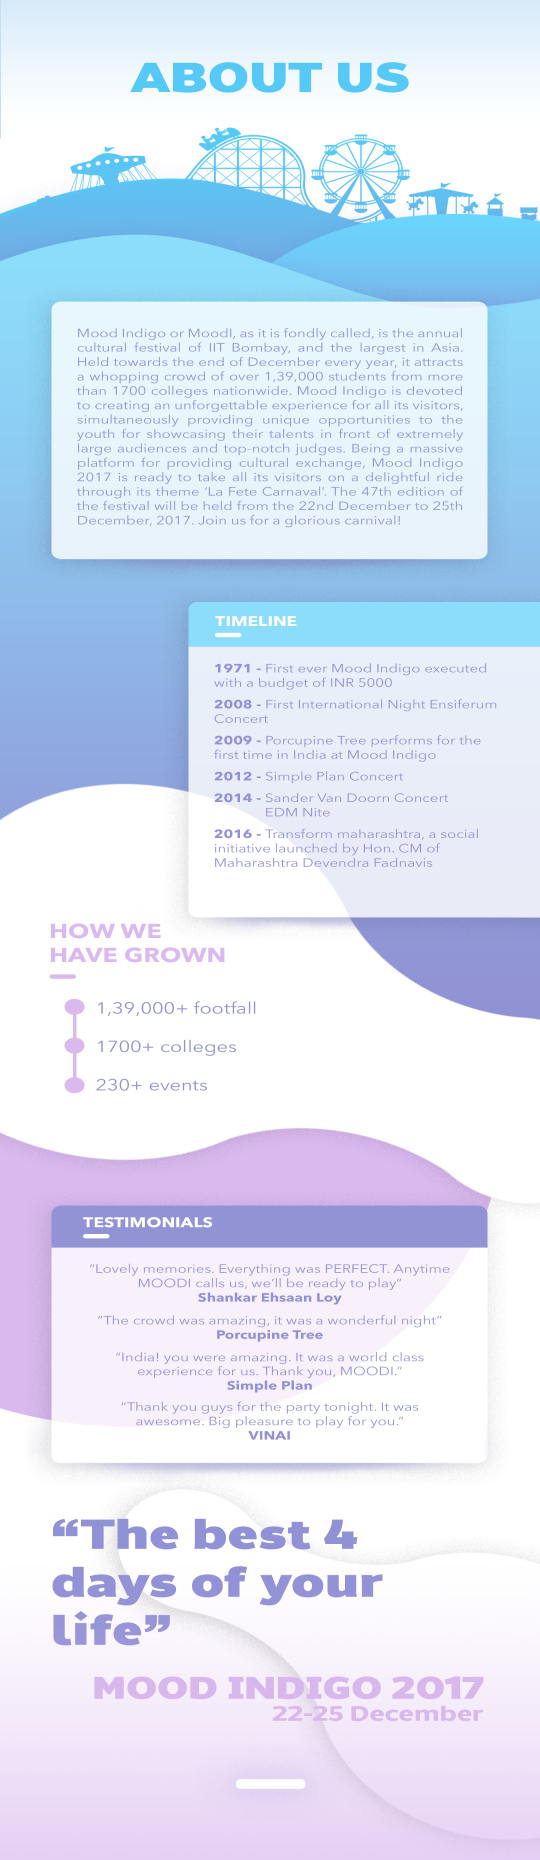 ABOUT US
Mood Indigo or MoodI, as it is fondly called, is the annual
cultural festival of IIT Bombay, and the largest in Asia.
Held towards the end of December every year, it attracts
a whopping crowd of over 1,39,000 students from more
than 1700 colleges nationwide. Mood Indigo is devoted
to creating an unforgettable experience for all its visitors,
simultaneously providing unique opportunities to the
youth for showcasing their talents in front of extremely
large audiences and top-notch judges. Being a massive
platform for providing cultural exchange, Mood Indigo
2017 is ready to take all its visitors on a delightful ride
through its theme ‘La Fete Carnaval’. The 47th edition of
the festival will be held from the 22nd December to 25th
December, 2017. Join us for a glorious carnival!
TIMELINE
1971 - First ever Mood Indigo executed
with a budget of INR 5000
2008 - First International Night Ensiferum
Concert
2009 - Porcupine Tree performs for the
first time in India at Mood Indigo
2012 - Simple Plan Concert
2014 - Sander Van Doorn Concert
EDM Nite
2016 - Transform maharashtra, a social
initiative launched by Hon. CM of
Maharashtra Devendra Fadnavis
HOW WE
HAVE GROWN
1,39,000+ footfall
1700+ colleges
230+ events
TESTIMONIALS
“Lovely memories. Everything was PERFECT. Anytime
MOODI calls us, we’ll be ready to play”
Shankar Ehsaan Loy
“The crowd was amazing, it was a wonderful night”
Porcupine Tree
“India! you were amazing. It was a world class
experience for us. Thank you, MOODI.”
Simple Plan
“Thank you guys for the party tonight. It was
awesome. Big pleasure to play for you.”
VINAI
“The best 4
days of your
life”
MOOD INDIGO 2017
22-25 December